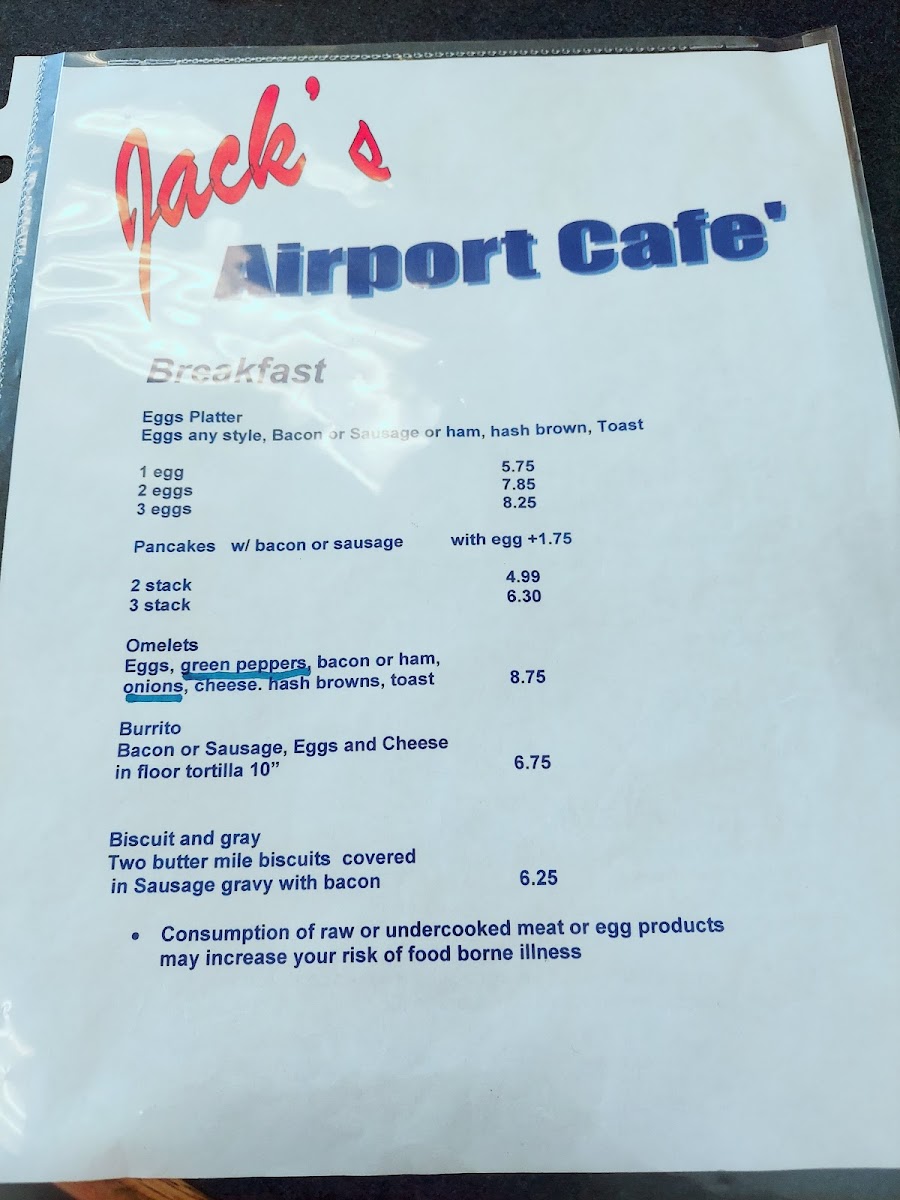 Jack's
Airport Cafe'
Breakfast
Eggs Platter
Eggs any style, Bacon or Sausage or ham, hash brown, Toast
1 egg 5.75
2 eggs 7.85
3 eggs 8.25
Pancakes w/ bacon or sausage with egg +1.75
2 stack 4.99
3 stack 6.30
Omelets
Eggs, green peppers, bacon or ham,
onions, cheese. hash browns, toast 8.75
Burrito
Bacon or Sausage, Eggs and Cheese
in floor tortilla 10” 6.75
Biscuit and gray
Two butter mile biscuits covered
in Sausage gravy with bacon 6.25
• Consumption of raw or undercooked meat or egg products
may increase your risk of food borne illness